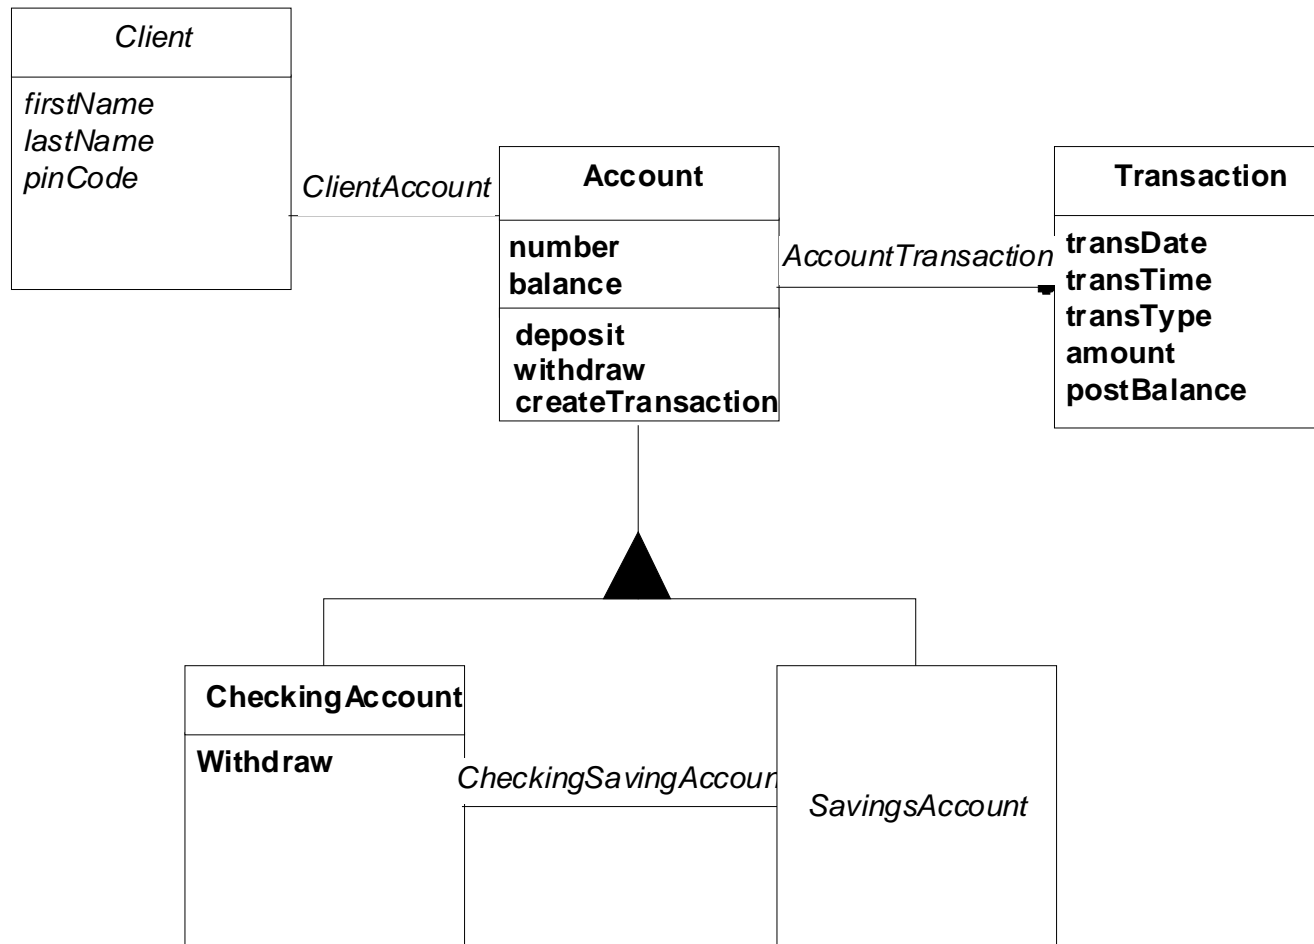 Client
firstName
lastName
pinCode
ClientAccount
Account
number
balance
deposit
withdraw
createTransaction
AccountTransaction
Transaction
transDate
transTime
transType
amount
postBalance
CheckingAccount
Withdraw
CheckingSavingAccoun
SavingsAccount